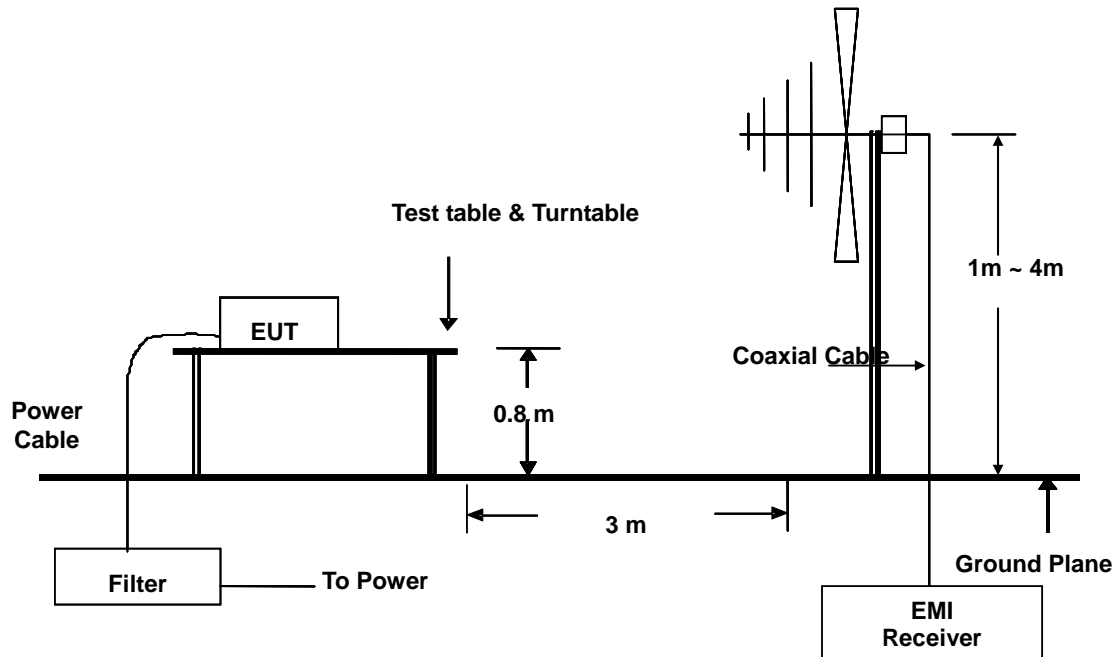 Test table & Turntable
1m ~ 4m
EUT
Coaxial Cable
0.8 m
Power
Cable
3 m
Filter
To Power
Ground Plane
EMI
Receiver